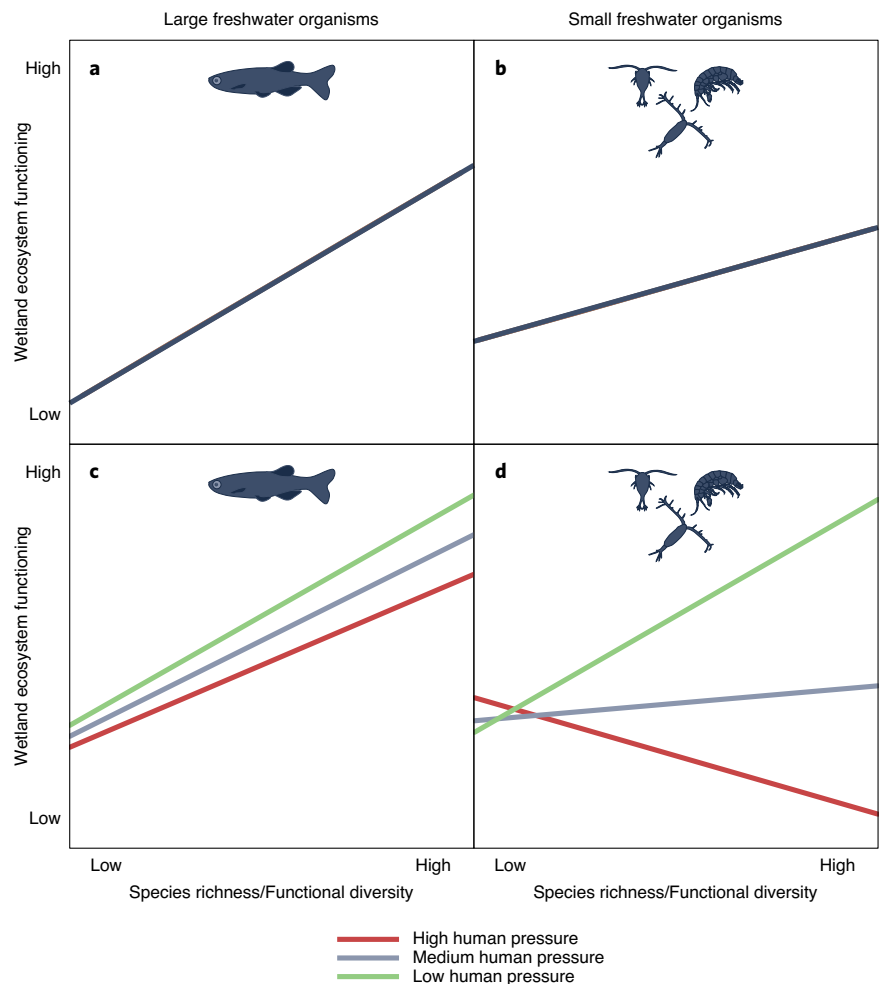 Large freshwater organisms
Small freshwater organisms
High
a
b
Wetland ecosystem functioning
Low
High
c
d
Wetland ecosystem functioning
Low
Low
High
Low
High
Species richness/Functional diversity
Species richness/Functional diversity
High human pressure
Medium human pressure
Low human pressure